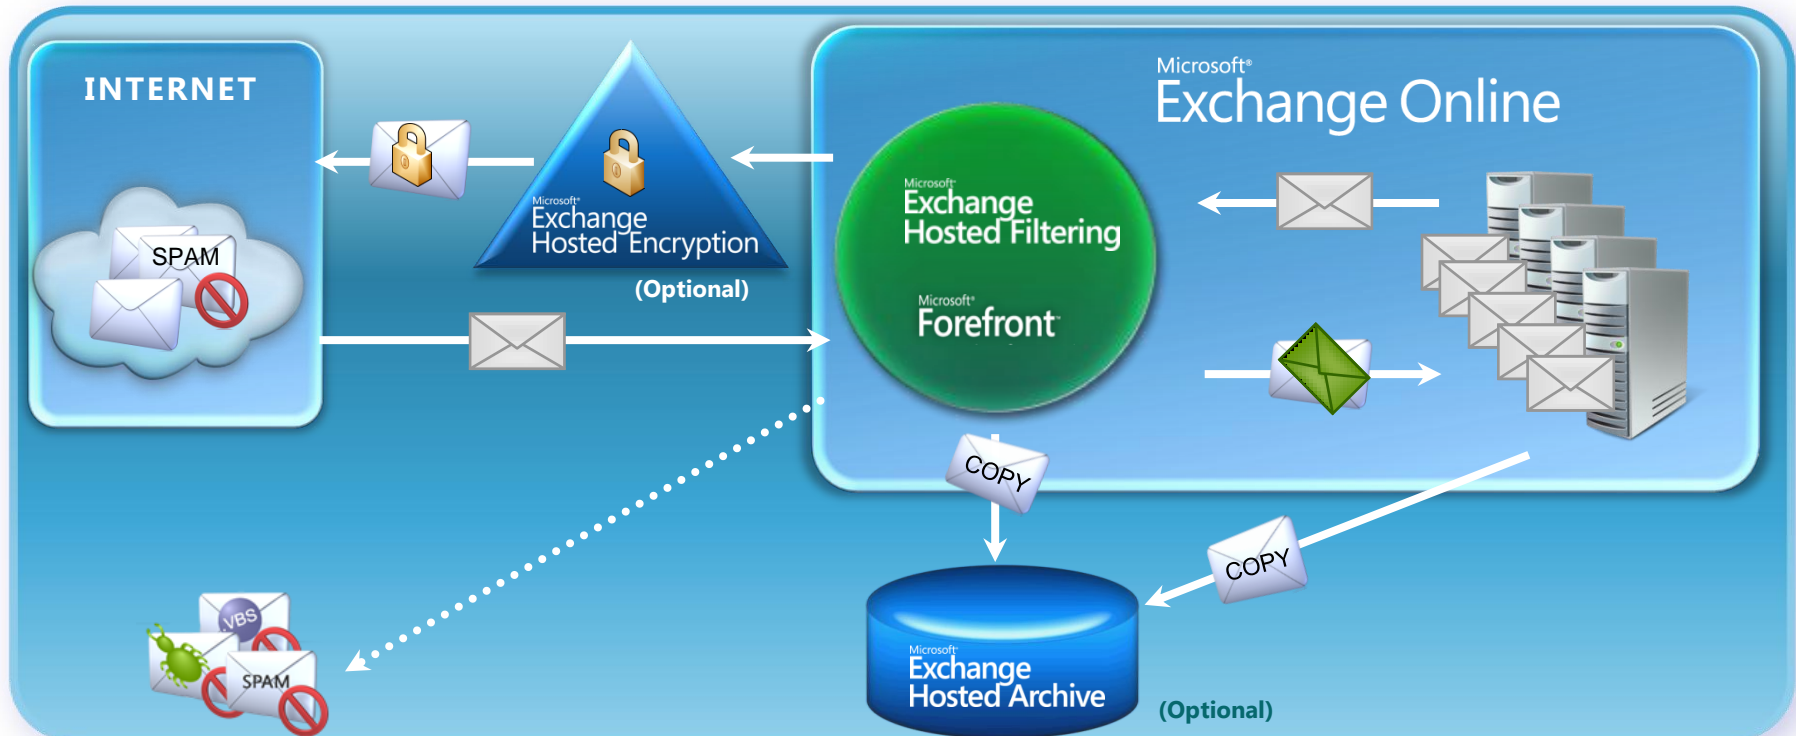 INTERNET
SPAM
Microsoft®
Exchange
Hosted Encryption
(Optional)
Microsoft®
Exchange Online
Microsoft®
Exchange
Hosted Filtering
Microsoft®
Forefront™
COPY
COPY
.VBS
SPAM
Microsoft®
Exchange
Hosted Archive
(Optional)